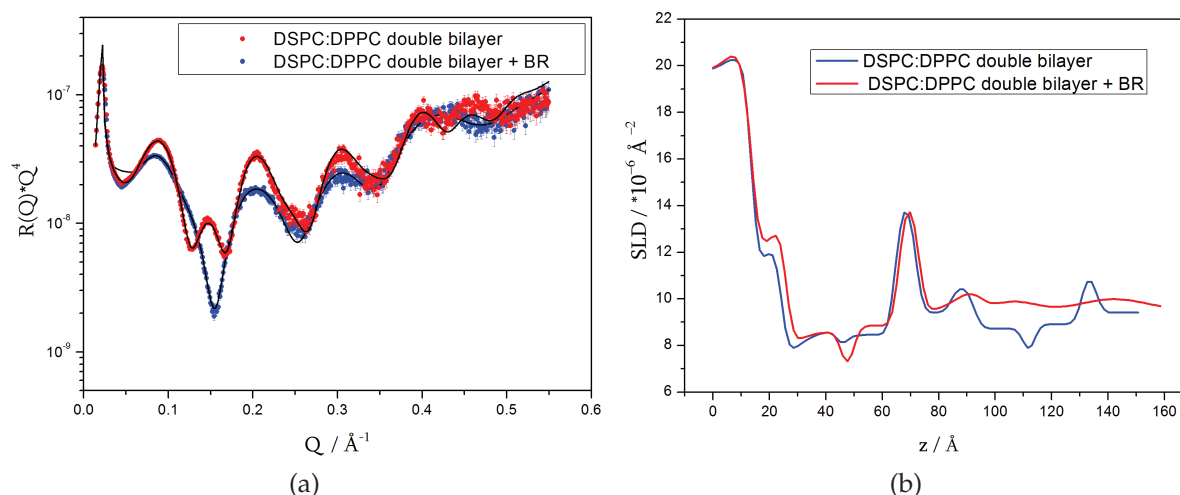 DSPC:DPPC double bilayer
DSPC:DPPC double bilayer + BR
R(Q)*Q⁴
10⁻⁷
10⁻⁸
10⁻⁹
0.0 0.1 0.2 0.3 0.4 0.5 0.6
Q / Å⁻¹
(a)
DSPC:DPPC double bilayer
DSPC:DPPC double bilayer + BR
SLD / *10⁻⁶ Å⁻²
22
20
18
16
14
12
10
8
6
0 20 40 60 80 100 120 140 160
z / Å
(b)